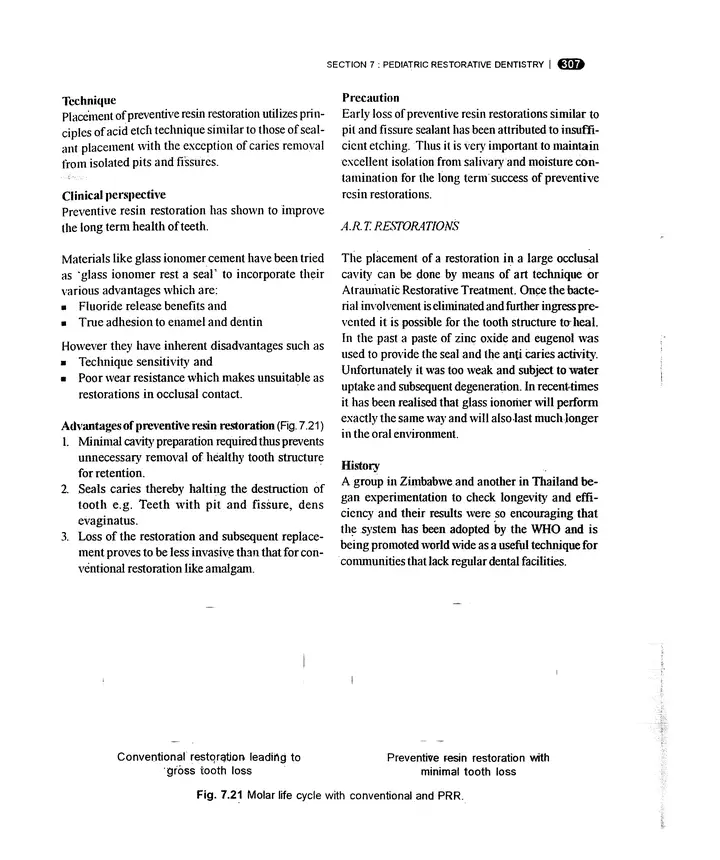 SECTION 7 : PEDIATRIC RESTORATIVE DENTISTRY | 307
Technique
Placement of preventive resin restoration utilizes prin-
ciples of acid etch technique similar to those of seal-
ant placement with the exception of caries removal
from isolated pits and fissures.
Clinical perspective
Preventive resin restoration has shown to improve
the long term health of teeth.
Materials like glass ionomer cement have been tried
as ‘glass ionomer rest a seal’ to incorporate their
various advantages which are:
■ Fluoride release benefits and
■ True adhesion to enamel and dentin
However they have inherent disadvantages such as
■ Technique sensitivity and
■ Poor wear resistance which makes unsuitable as
restorations in occlusal contact.
Advantages of preventive resin restoration (Fig. 7.21)
1. Minimal cavity preparation required thus prevents
unnecessary removal of healthy tooth structure
for retention.
2. Seals caries thereby halting the destruction of
tooth e.g. Teeth with pit and fissure, dens
evaginatus.
3. Loss of the restoration and subsequent replace-
ment proves to be less invasive than that for con-
ventional restoration like amalgam.
Precaution
Early loss of preventive resin restorations similar to
pit and fissure sealant has been attributed to insuffi-
cient etching. Thus it is very important to maintain
excellent isolation from salivary and moisture con-
tamination for the long term success of preventive
resin restorations.
A.R.T. RESTORATIONS
The placement of a restoration in a large occlusal
cavity can be done by means of art technique or
Atraumatic Restorative Treatment. Once the bacte-
rial involvement is eliminated and further ingress pre-
vented it is possible for the tooth structure to heal.
In the past a paste of zinc oxide and eugenol was
used to provide the seal and the anti caries activity.
Unfortunately it was too weak and subject to water
uptake and subsequent degeneration. In recent times
it has been realised that glass ionomer will perform
exactly the same way and will also last much longer
in the oral environment.
History
A group in Zimbabwe and another in Thailand be-
gan experimentation to check longevity and effi-
ciency and their results were so encouraging that
the system has been adopted by the WHO and is
being promoted world wide as a useful technique for
communities that lack regular dental facilities.
Conventional restoration leading to
gross tooth loss
Preventive resin restoration with
minimal tooth loss
Fig. 7.21 Molar life cycle with conventional and PRR.